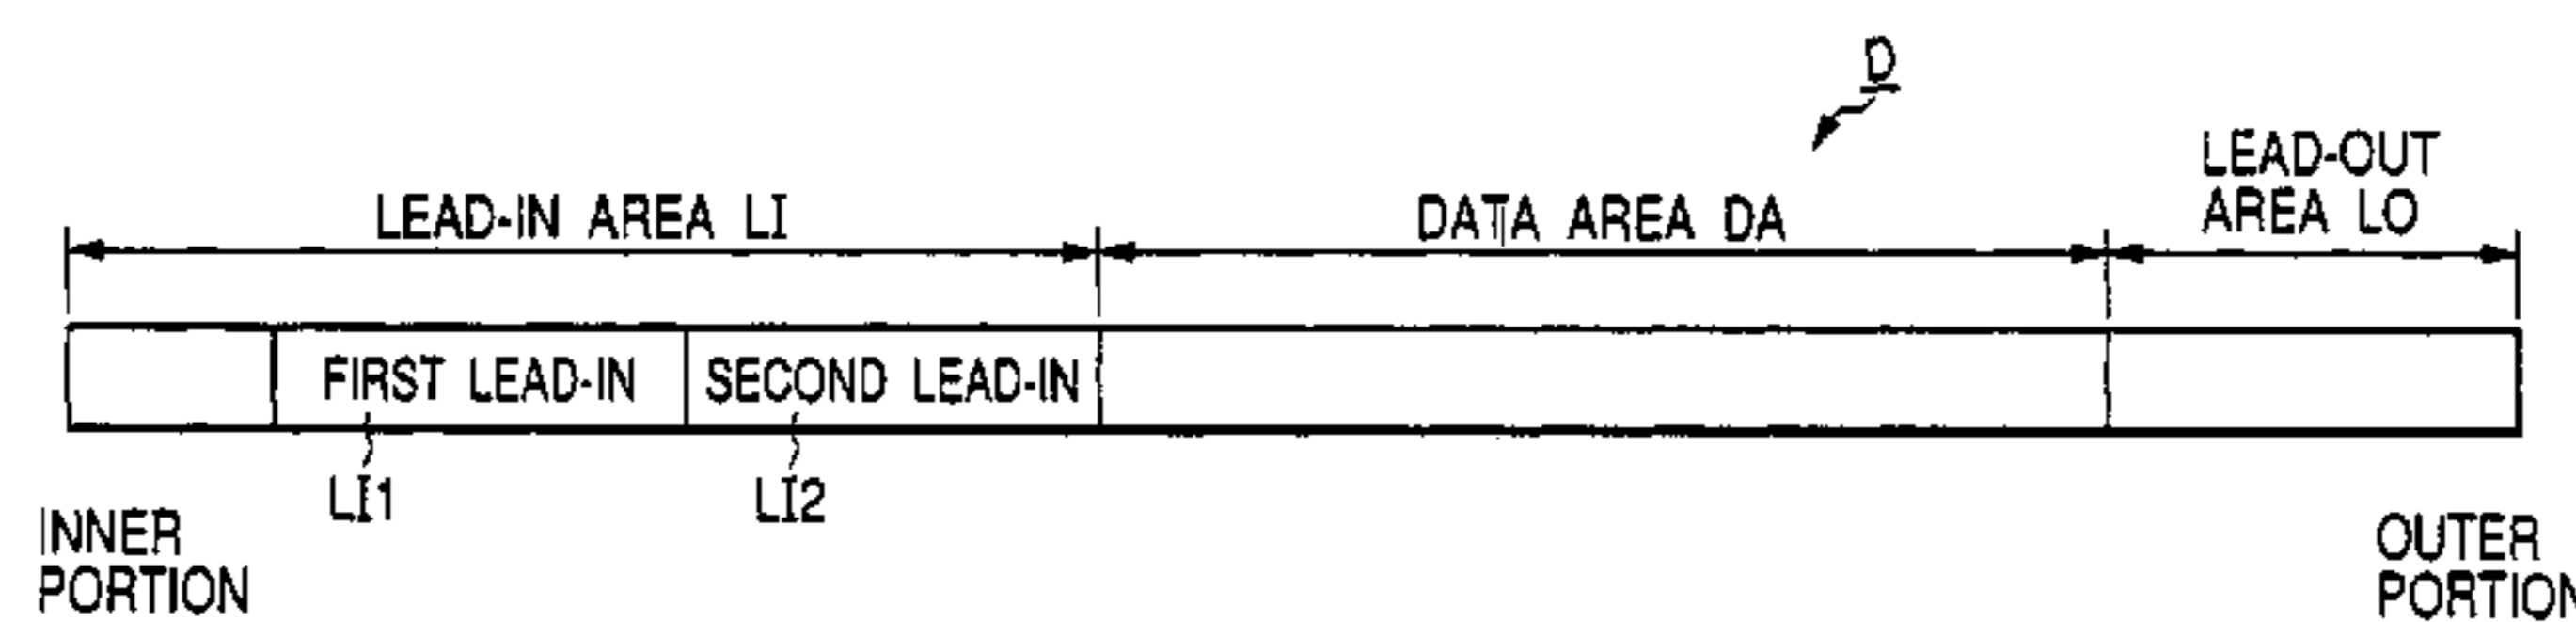 D
LEAD-IN AREA LI
DATA AREA DA
LEAD-OUT
AREA LO
FIRST LEAD-IN
SECOND LEAD-IN
LI1
LI2
INNER
PORTION
OUTER
PORTION